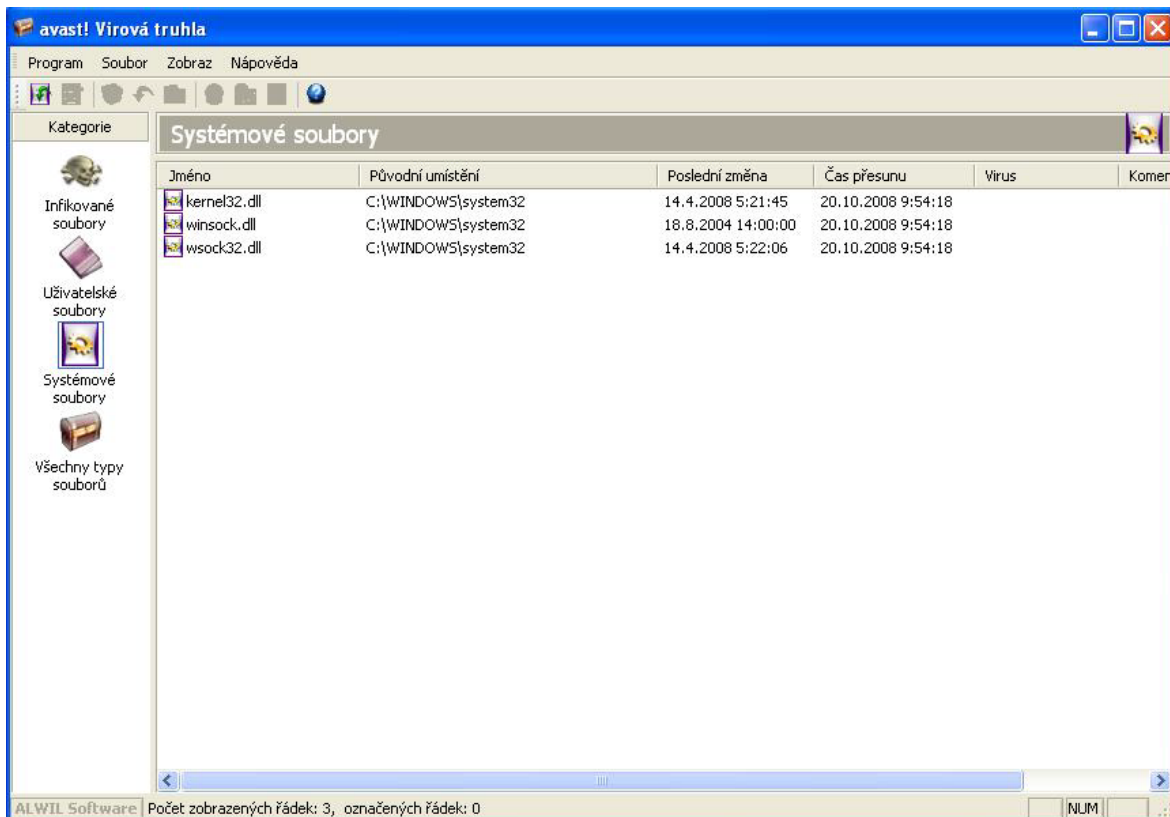 avast! Virová truhla
Program Soubor Zobraz Nápověda
Kategorie
Systémové soubory
Infikované
soubory
Uživatelské
soubory
Systémové
soubory
Všechny typy
souborů
Jméno Původní umístění Poslední změna Čas přesunu Virus Komer
kernel32.dll C:\WINDOWS\system32 14.4.2008 5:21:45 20.10.2008 9:54:18
winsock.dll C:\WINDOWS\system32 18.8.2004 14:00:00 20.10.2008 9:54:18
wsock32.dll C:\WINDOWS\system32 14.4.2008 5:22:06 20.10.2008 9:54:18
ALWIL Software Počet zobrazených řádek: 3, označených řádek: 0 NUM